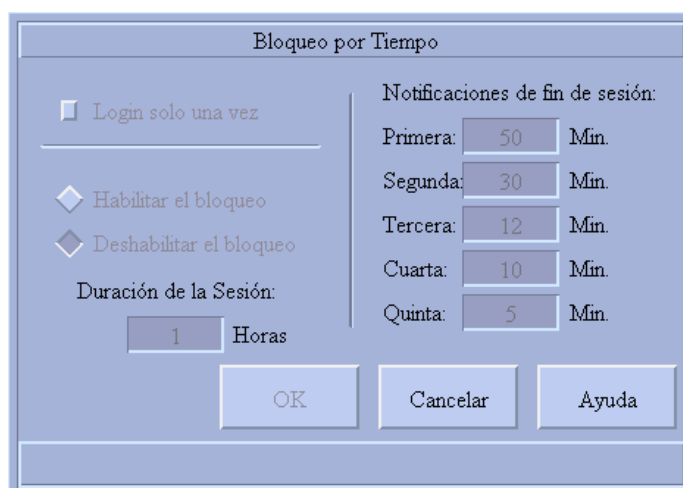 Bloqueo por Tiempo
Login solo una vez
Habilitar el bloqueo
Deshabilitar el bloqueo
Duración de la Sesión:
1 Horas
Notificaciones de fin de sesión:
Primera: 50 Min.
Segunda: 30 Min.
Tercera: 12 Min.
Cuarta: 10 Min.
Quinta: 5 Min.
OK Cancelar Ayuda